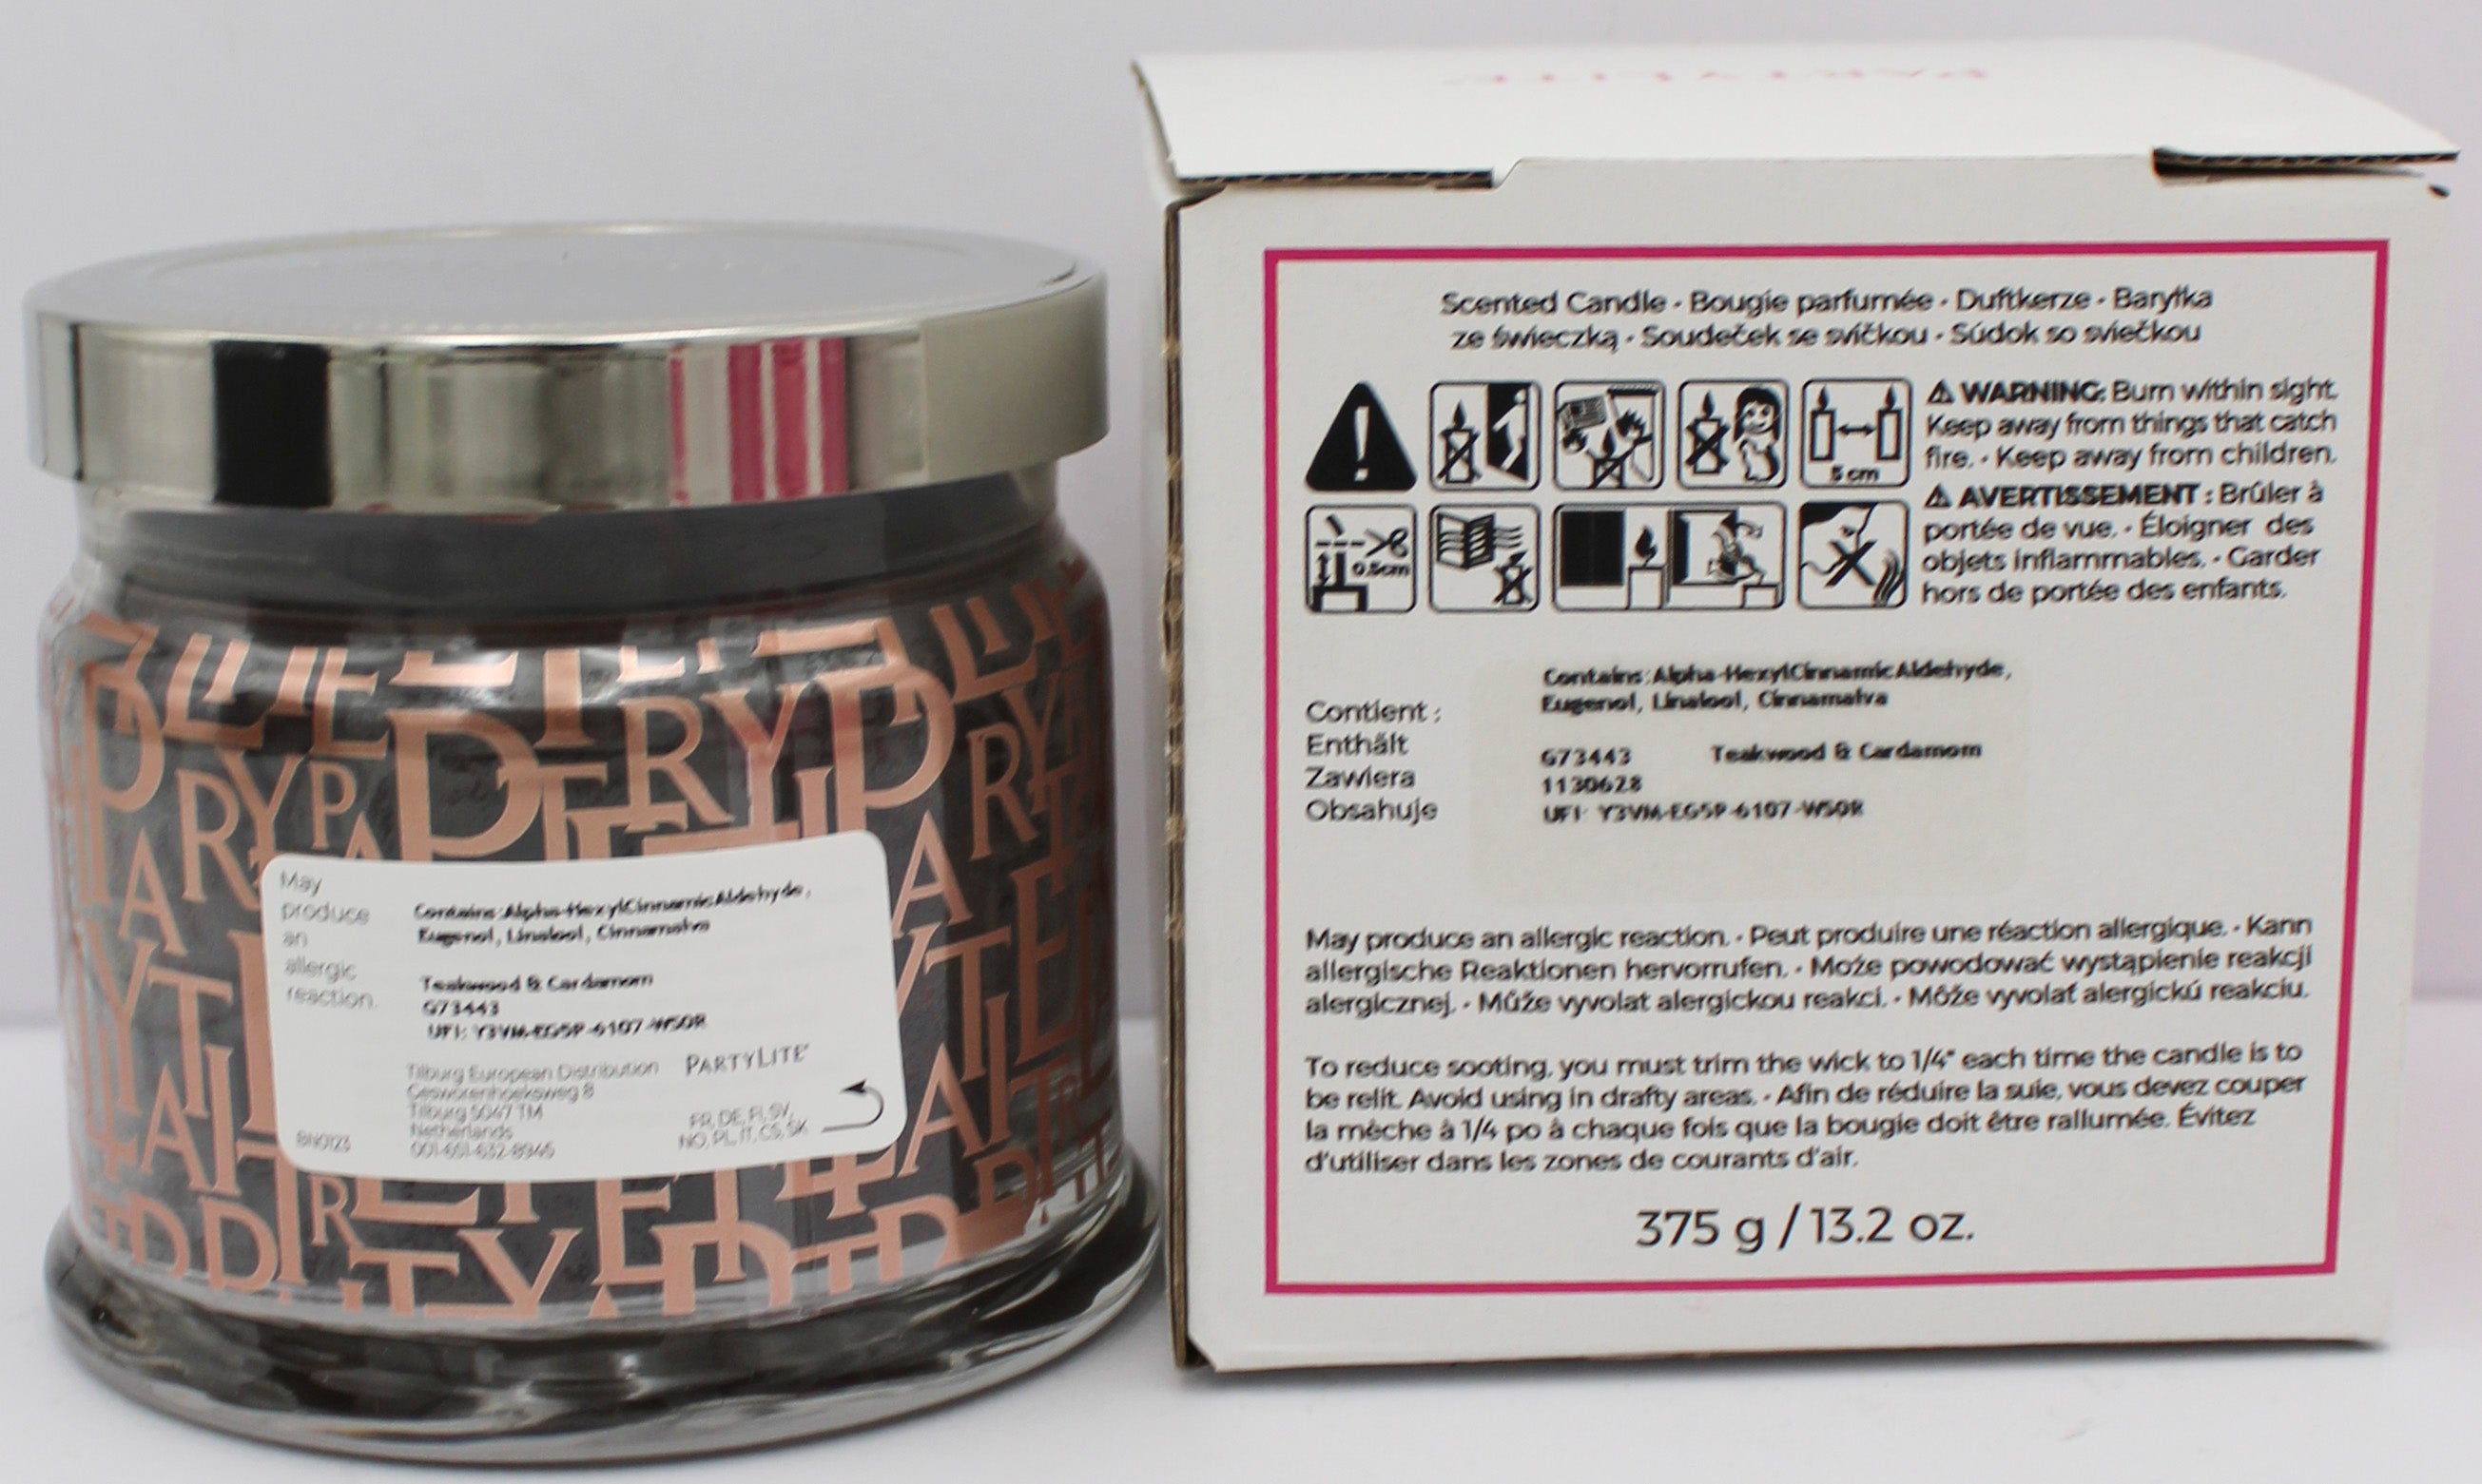 May
produce
an
allergic
reaction.
Contains: Alpha-HexylCinnamicAldehyde,
Eugenol, Linalool, Cinnamalva
Teakwood & Cardamom
G73443
UFI: Y3VM-EG5P-6107-W50R
Tilburg European Distribution
Tilburg 5047 TM
Netherlands
001-651-632-8945
PARTYLITE
FR, DE, FI, SV,
NO, PL, IT, CS, SK
BN0123
PARTYLITE
Scented Candle • Bougie parfumée • Duftkerze • Baryłka
ze świeczką • Soudeček se svíčkou • Súdok so sviečkou
5 cm
0.5cm
⚠ WARNING: Burn within sight.
Keep away from things that catch
fire. • Keep away from children.
⚠ AVERTISSEMENT : Brûler à
portée de vue. • Éloigner des
objets inflammables. • Garder
hors de portée des enfants.
Contient :
Enthält
Zawiera
Obsahuje
Contains: Alpha-HexylCinnamicAldehyde,
Eugenol, Linalool, Cinnamalva
G73443 Teakwood & Cardamom
1130628
UFI: Y3VM-EG5P-6107-W50R
May produce an allergic reaction. • Peut produire une réaction allergique. • Kann
allergische Reaktionen hervorrufen. • Może powodować wystąpienie reakcji
alergicznej. • Může vyvolat alergickou reakci. • Môže vyvolať alergickú reakciu.
To reduce sooting, you must trim the wick to 1/4" each time the candle is to
be relit. Avoid using in drafty areas. • Afin de réduire la suie, vous devez couper
la mèche à 1/4 po à chaque fois que la bougie doit être rallumée. Évitez
d'utiliser dans les zones de courants d'air.
375 g / 13.2 oz.